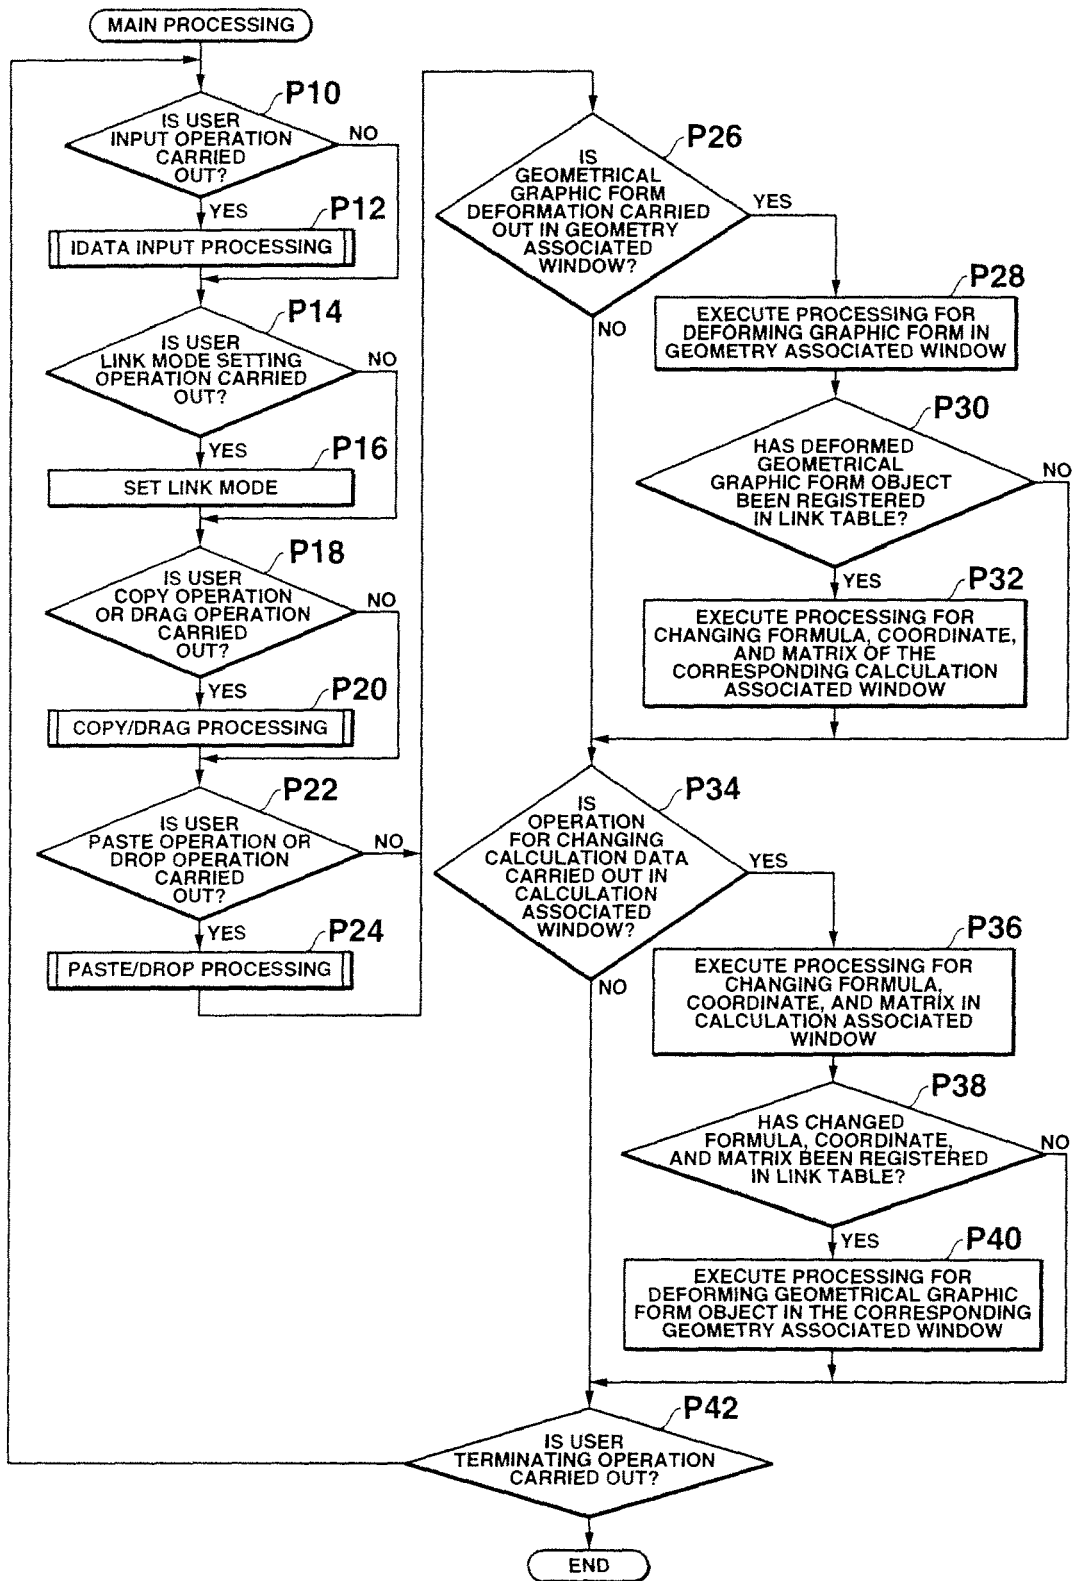 MAIN PROCESSING
P10
IS USER
INPUT OPERATION
CARRIED
OUT?
NO
YES
P12
IDATA INPUT PROCESSING
P14
IS USER
LINK MODE SETTING
OPERATION CARRIED
OUT?
NO
YES
P16
SET LINK MODE
P18
IS USER
COPY OPERATION
OR DRAG OPERATION
CARRIED
OUT?
NO
YES
P20
COPY/DRAG PROCESSING
P22
IS USER
PASTE OPERATION OR
DROP OPERATION
CARRIED
OUT?
NO
YES
P24
PASTE/DROP PROCESSING
P26
IS
GEOMETRICAL
GRAPHIC FORM
DEFORMATION CARRIED
OUT IN GEOMETRY
ASSOCIATED
WINDOW?
YES
NO
P28
EXECUTE PROCESSING FOR
DEFORMING GRAPHIC FORM IN
GEOMETRY ASSOCIATED WINDOW
P30
HAS DEFORMED
GEOMETRICAL
GRAPHIC FORM OBJECT
BEEN REGISTERED
IN LINK TABLE?
NO
YES
P32
EXECUTE PROCESSING FOR
CHANGING FORMULA, COORDINATE,
AND MATRIX OF THE
CORRESPONDING CALCULATION
ASSOCIATED WINDOW
P34
IS
OPERATION
FOR CHANGING
CALCULATION DATA
CARRIED OUT IN
CALCULATION
ASSOCIATED
WINDOW?
YES
NO
P36
EXECUTE PROCESSING FOR
CHANGING FORMULA,
COORDINATE, AND MATRIX IN
CALCULATION ASSOCIATED
WINDOW
P38
HAS CHANGED
FORMULA, COORDINATE,
AND MATRIX BEEN REGISTERED
IN LINK TABLE?
NO
YES
P40
EXECUTE PROCESSING FOR
DEFORMING GEOMETRICAL GRAPHIC
FORM OBJECT IN THE CORRESPONDING
GEOMETRY ASSOCIATED WINDOW
P42
IS USER
TERMINATING OPERATION
CARRIED OUT?
END